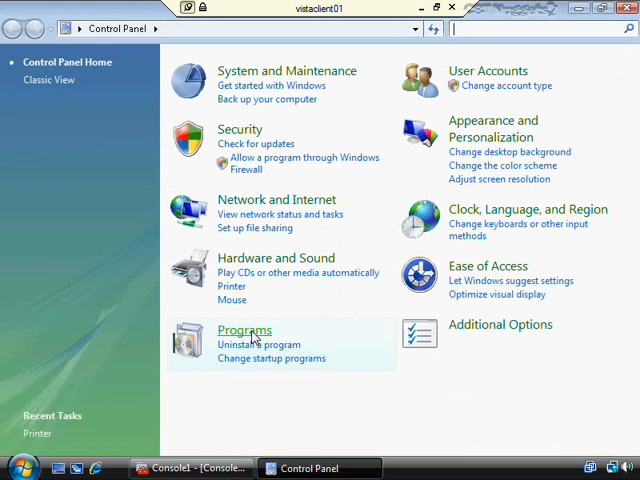 vistaclient01
Control Panel
Control Panel Home
Classic View
System and Maintenance
Get started with Windows
Back up your computer
Security
Check for updates
Allow a program through Windows
Firewall
Network and Internet
View network status and tasks
Set up file sharing
Hardware and Sound
Play CDs or other media automatically
Printer
Mouse
Programs
Uninstall a program
Change startup programs
User Accounts
Change account type
Appearance and
Personalization
Change desktop background
Change the color scheme
Adjust screen resolution
Clock, Language, and Region
Change keyboards or other input
methods
Ease of Access
Let Windows suggest settings
Optimize visual display
Additional Options
Recent Tasks
Printer
Console1 - [Console...
Control Panel